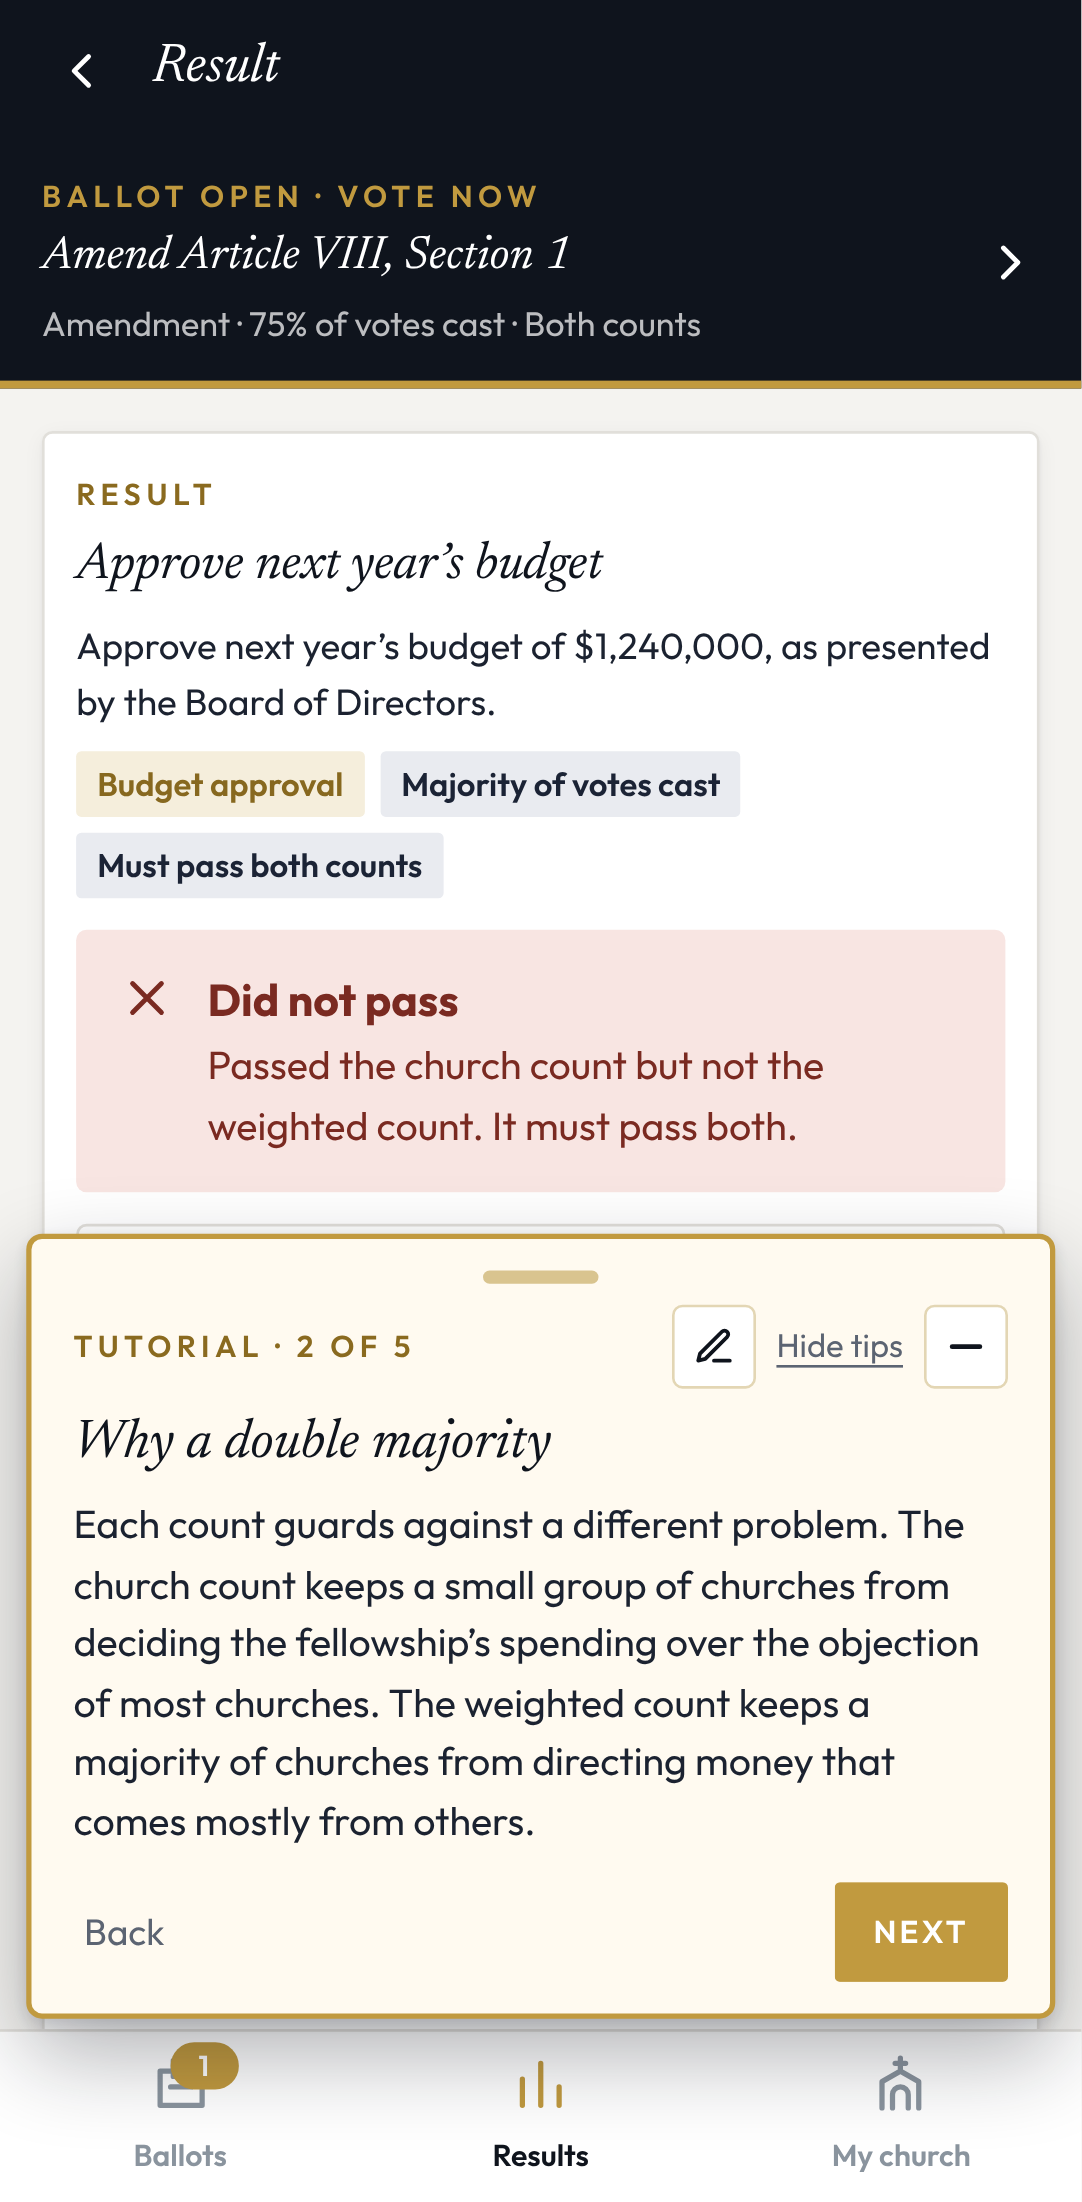 Result
BALLOT OPEN · VOTE NOW
Amend Article VIII, Section 1
Amendment · 75% of votes cast · Both counts
RESULT
Approve next year’s budget
Approve next year’s budget of $1,240,000, as presented
by the Board of Directors.
Budget approval
Majority of votes cast
Must pass both counts
Did not pass
Passed the church count but not the
weighted count. It must pass both.
TUTORIAL · 2 OF 5
Hide tips
Why a double majority
Each count guards against a different problem. The
church count keeps a small group of churches from
deciding the fellowship’s spending over the objection
of most churches. The weighted count keeps a
majority of churches from directing money that
comes mostly from others.
Back
NEXT
1
Ballots
Results
My church